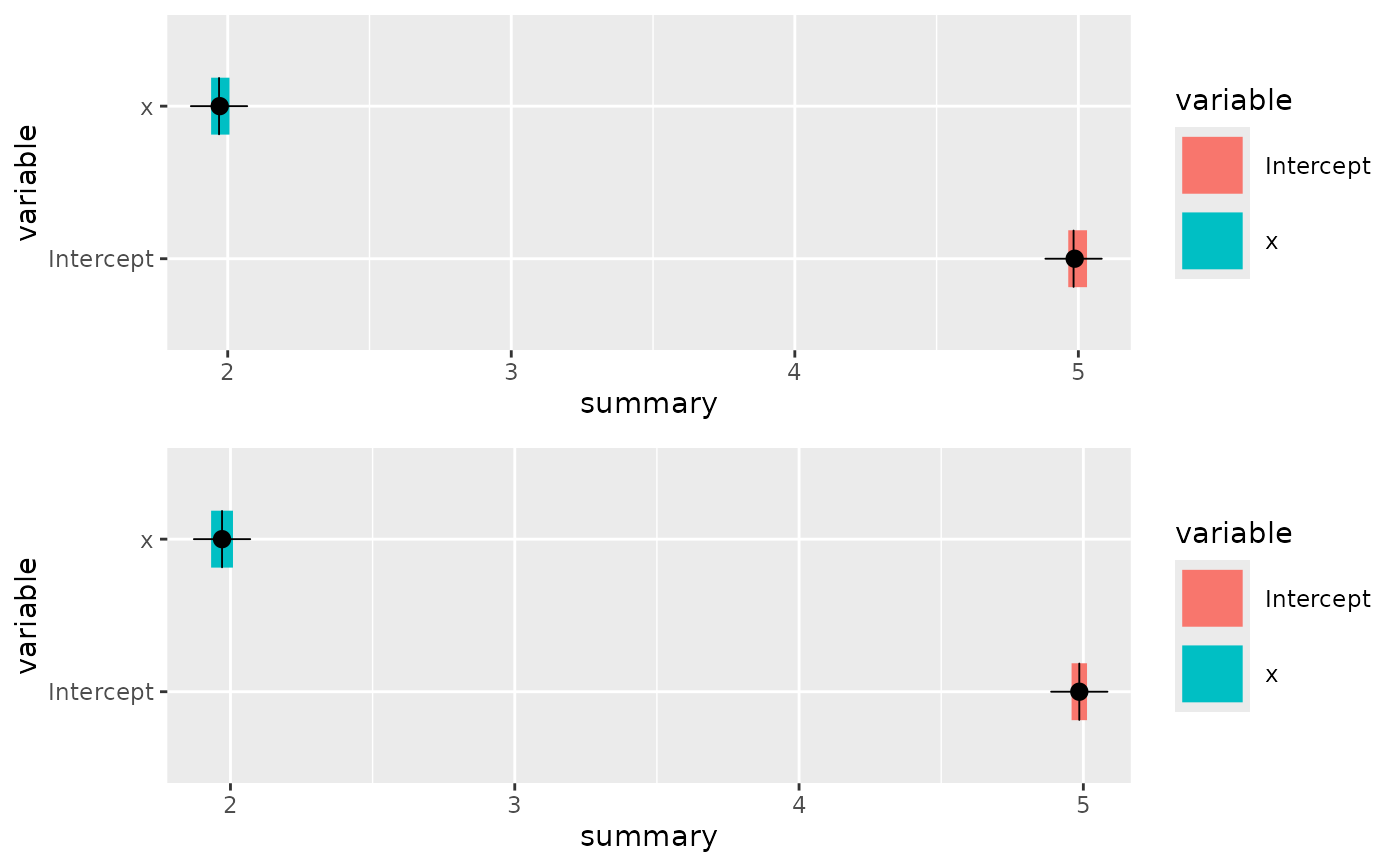 variable
x
Intercept
2 3 4 5
summary
variable
Intercept
x
variable
x
Intercept
2 3 4 5
summary
variable
Intercept
x